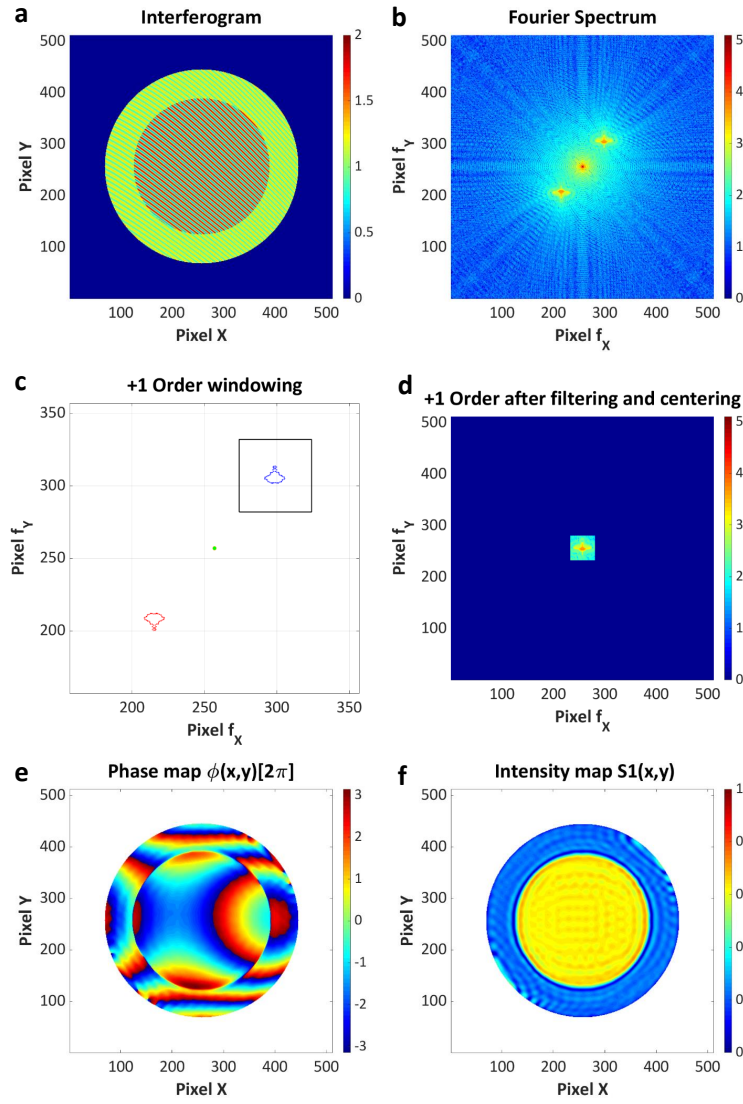 a
Interferogram
500
400
300
200
100
100 200 300 400 500
Pixel Y
Pixel X
2
1.5
1
0.5
0
b
Fourier Spectrum
500
400
300
200
100
100 200 300 400 500
Pixel f_Y
Pixel f_X
5
4
3
2
1
0
c
+1 Order windowing
350
300
250
200
200 250 300 350
Pixel f_Y
Pixel f_X
d
+1 Order after filtering and centering
500
400
300
200
100
100 200 300 400 500
Pixel f_Y
Pixel f_X
5
4
3
2
1
0
e
Phase map ϕ(x,y)[2π]
500
400
300
200
100
100 200 300 400 500
Pixel Y
Pixel X
3
2
1
0
-1
-2
-3
f
Intensity map S1(x,y)
500
400
300
200
100
100 200 300 400 500
Pixel Y
Pixel X
1
0
0
0
0
0